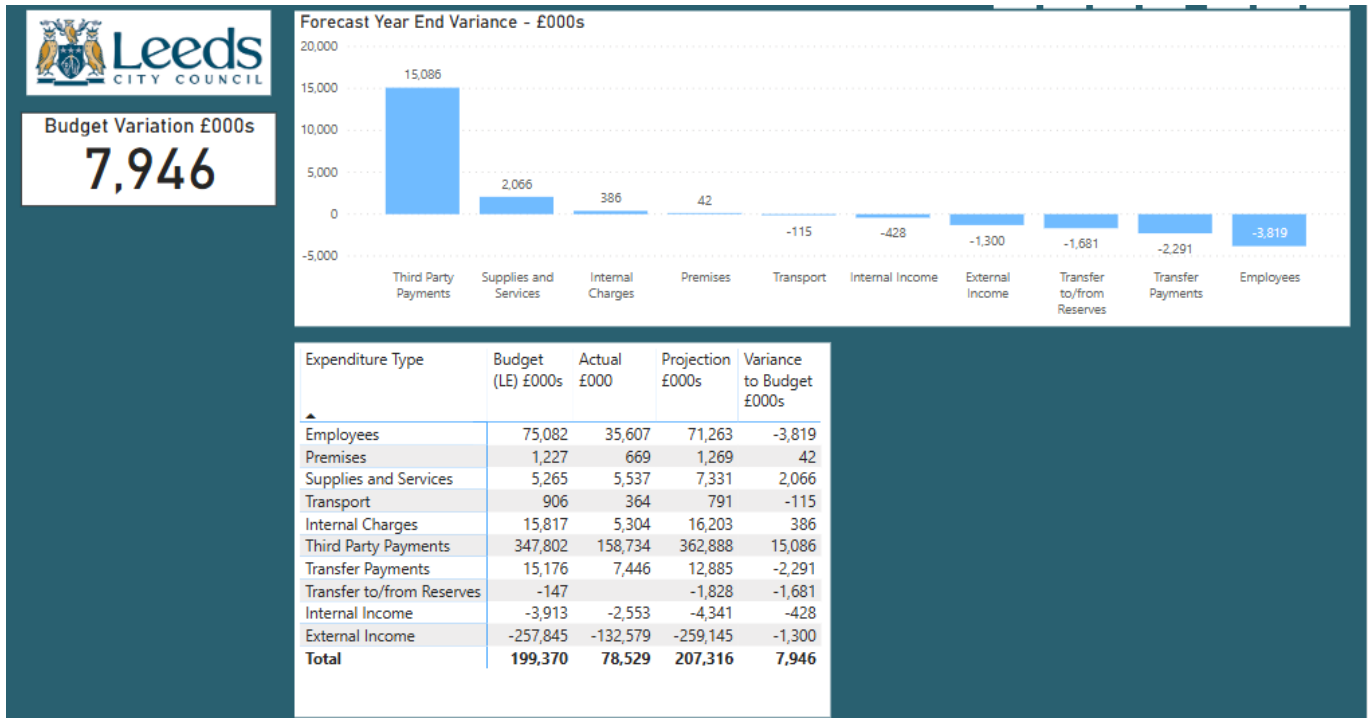 Leeds
CITY COUNCIL
Budget Variation £000s
7,946
Forecast Year End Variance - £000s
20,000
15,000
10,000
5,000
0
-5,000
15,086
2,066
386
42
-115
-428
-1,300
-1,681
-2,291
-3,819
Third Party
Payments
Supplies and
Services
Internal
Charges
Premises
Transport
Internal Income
External
Income
Transfer
to/from
Reserves
Transfer
Payments
Employees
Expenditure Type Budget (LE) £000s Actual £000 Projection £000s Variance to Budget £000s
Employees 75,082 35,607 71,263 -3,819
Premises 1,227 669 1,269 42
Supplies and Services 5,265 5,537 7,331 2,066
Transport 906 364 791 -115
Internal Charges 15,817 5,304 16,203 386
Third Party Payments 347,802 158,734 362,888 15,086
Transfer Payments 15,176 7,446 12,885 -2,291
Transfer to/from Reserves -147 -1,828 -1,681
Internal Income -3,913 -2,553 -4,341 -428
External Income -257,845 -132,579 -259,145 -1,300
Total 199,370 78,529 207,316 7,946